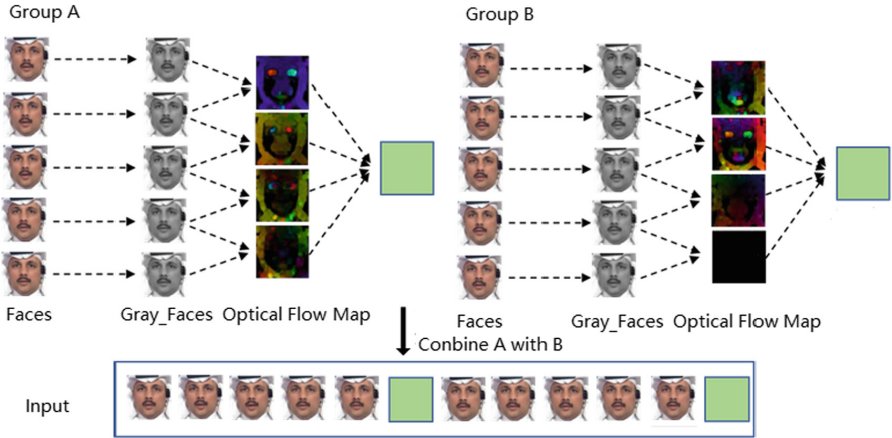 Group A
Group B
Faces
Gray_Faces
Optical Flow Map
Faces
Gray_Faces
Optical Flow Map
Conbine A with B
Input